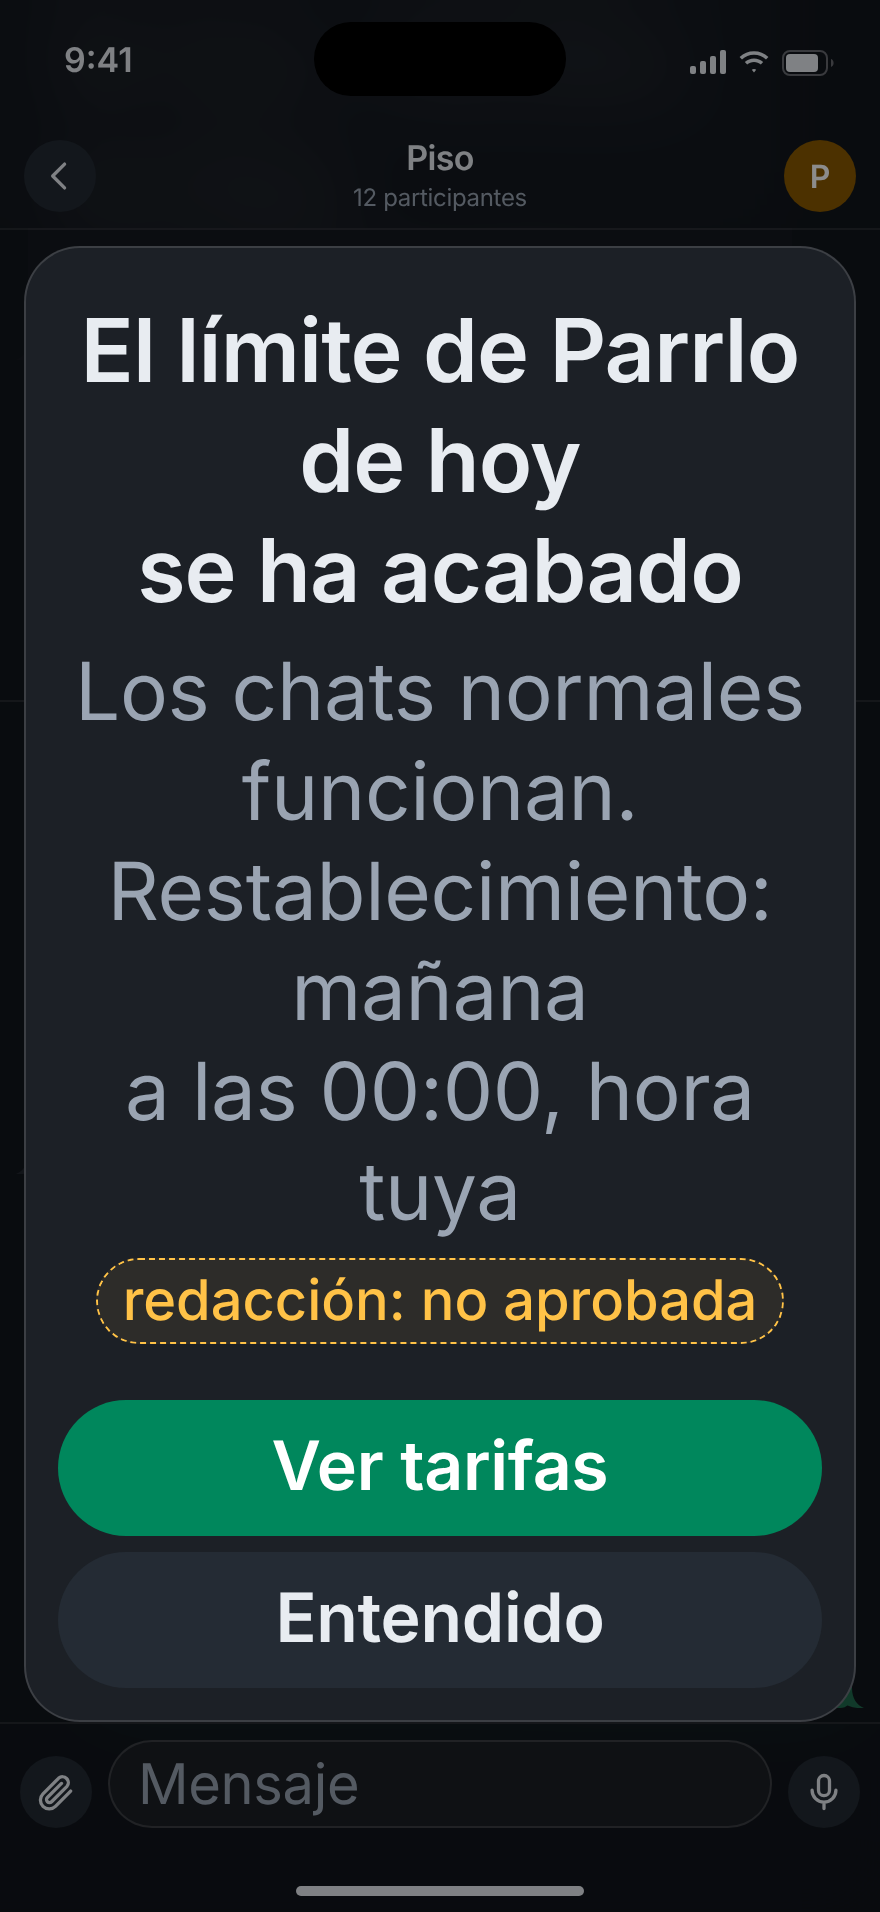 9:41
Piso
12 participantes
P
El límite de Parrlo
de hoy
se ha acabado
Los chats normales
funcionan.
Restablecimiento:
mañana
a las 00:00, hora
tuya
redacción: no aprobada
Ver tarifas
Entendido
Mensaje